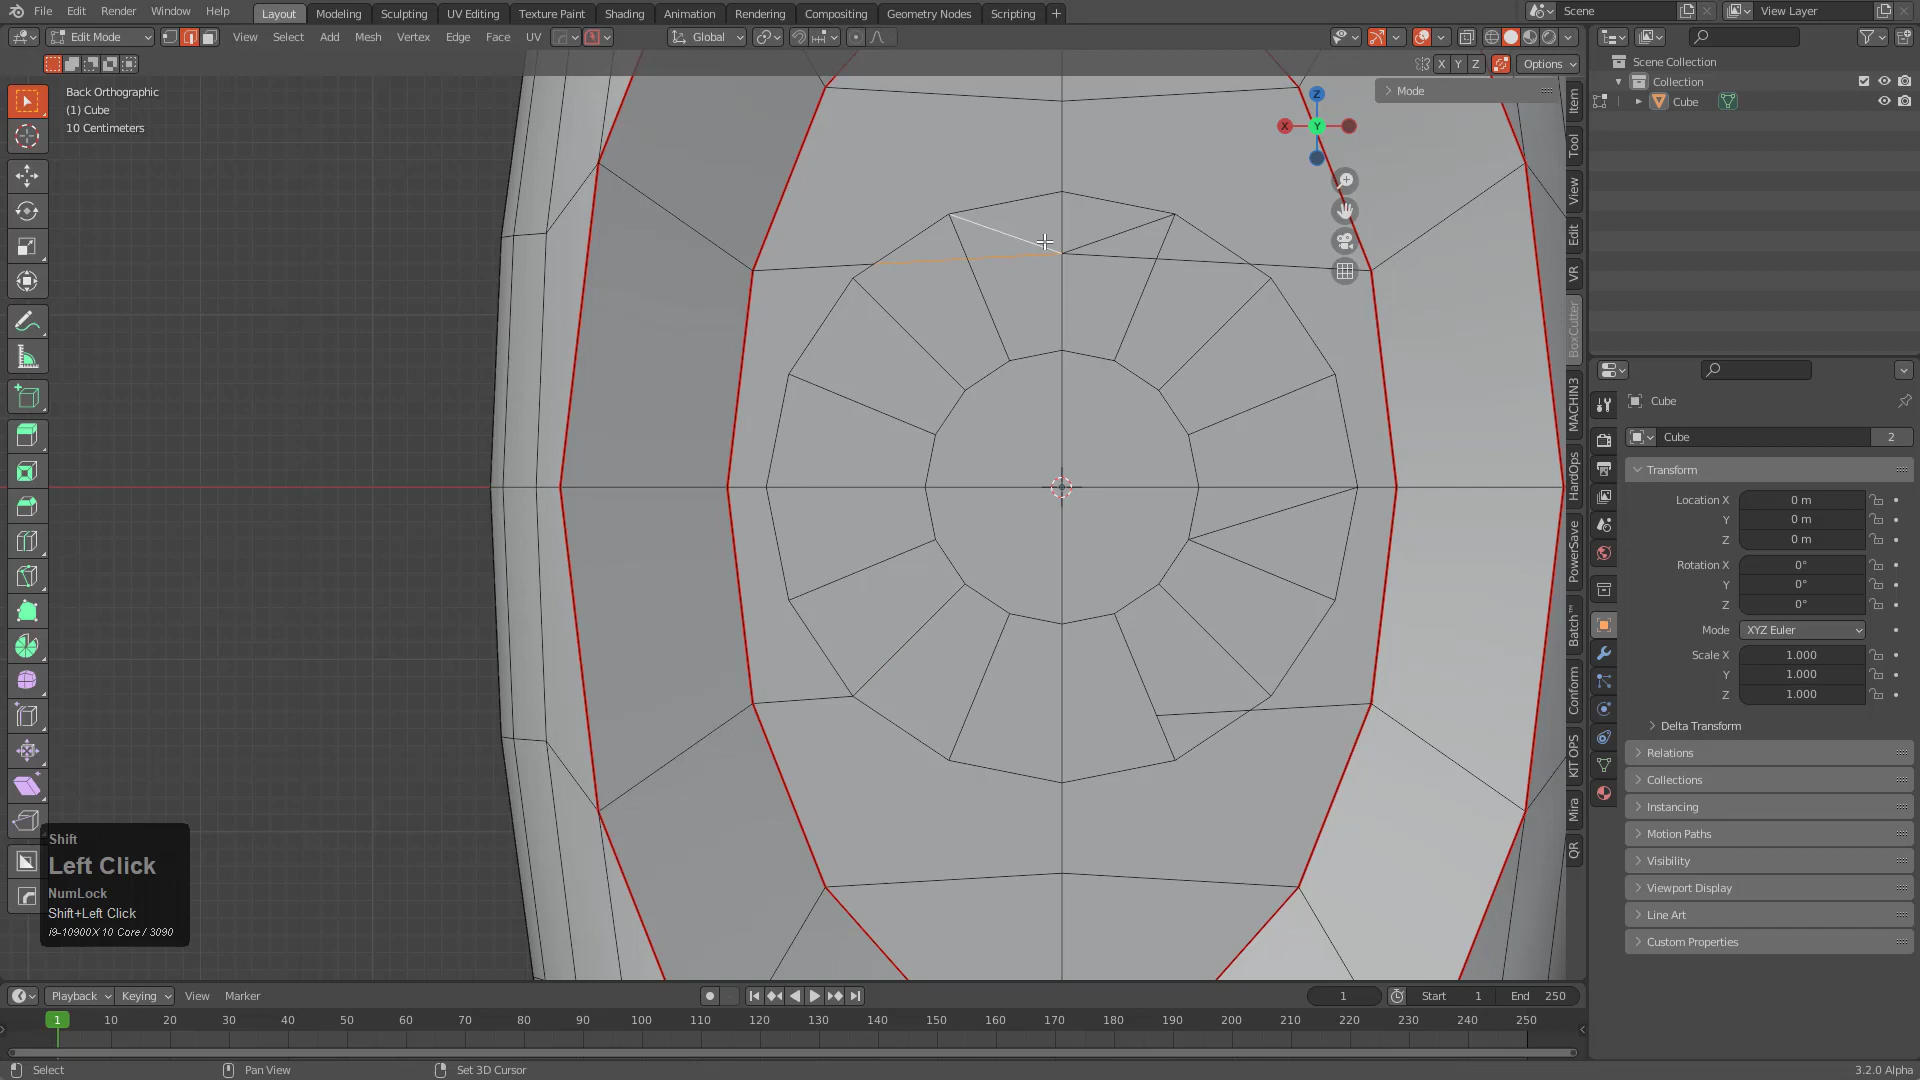 File Edit Render Window Help Layout Modeling Sculpting UV Editing Texture Paint Shading Animation Rendering Compositing Geometry Nodes Scripting + Scene View Layer
Edit Mode View Select Add Mesh Vertex Edge Face UV Global
X Y Z Options
Back Orthographic
(1) Cube
10 Centimeters
Mode
Z
X
Y
Item
Tool
View
Edit
VR
BoxCutter
MACHIN3
HardOps
PowerSave
Batch™
Conform
KIT OPS
Mira
QR
Scene Collection
Collection
Cube
Cube
Cube 2
Transform
Location X 0 m
Y 0 m
Z 0 m
Rotation X 0°
Y 0°
Z 0°
Mode XYZ Euler
Scale X 1.000
Y 1.000
Z 1.000
Delta Transform
Relations
Collections
Instancing
Motion Paths
Visibility
Viewport Display
Line Art
Custom Properties
Shift
Left Click
NumLock
Shift+Left Click
i9-10900X 10 Core / 3090
Playback Keying View Marker 1 Start 1 End 250
1 10 20 30 40 50 60 70 80 90 100 110 120 130 140 150 160 170 180 190 200 210 220 230 240 250
Select Pan View Set 3D Cursor 3.2.0 Alpha